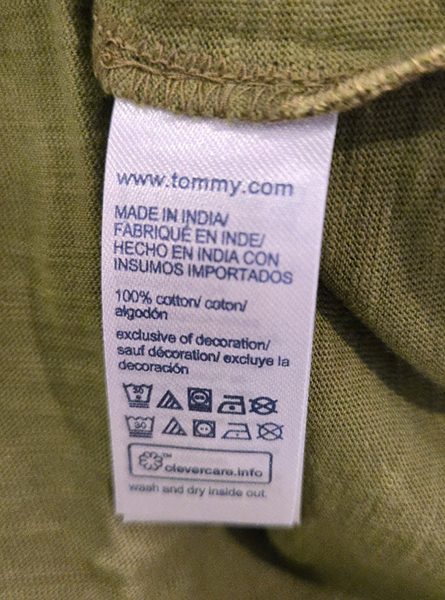 www.tommy.com
MADE IN INDIA/
FABRIQUÉ EN INDE/
HECHO EN INDIA CON
INSUMOS IMPORTADOS
100% cotton/ coton/
algodón
exclusive of decoration/
sauf décoration/ excluye la
decoración
30
30
clevercare.info
wash and dry inside out.